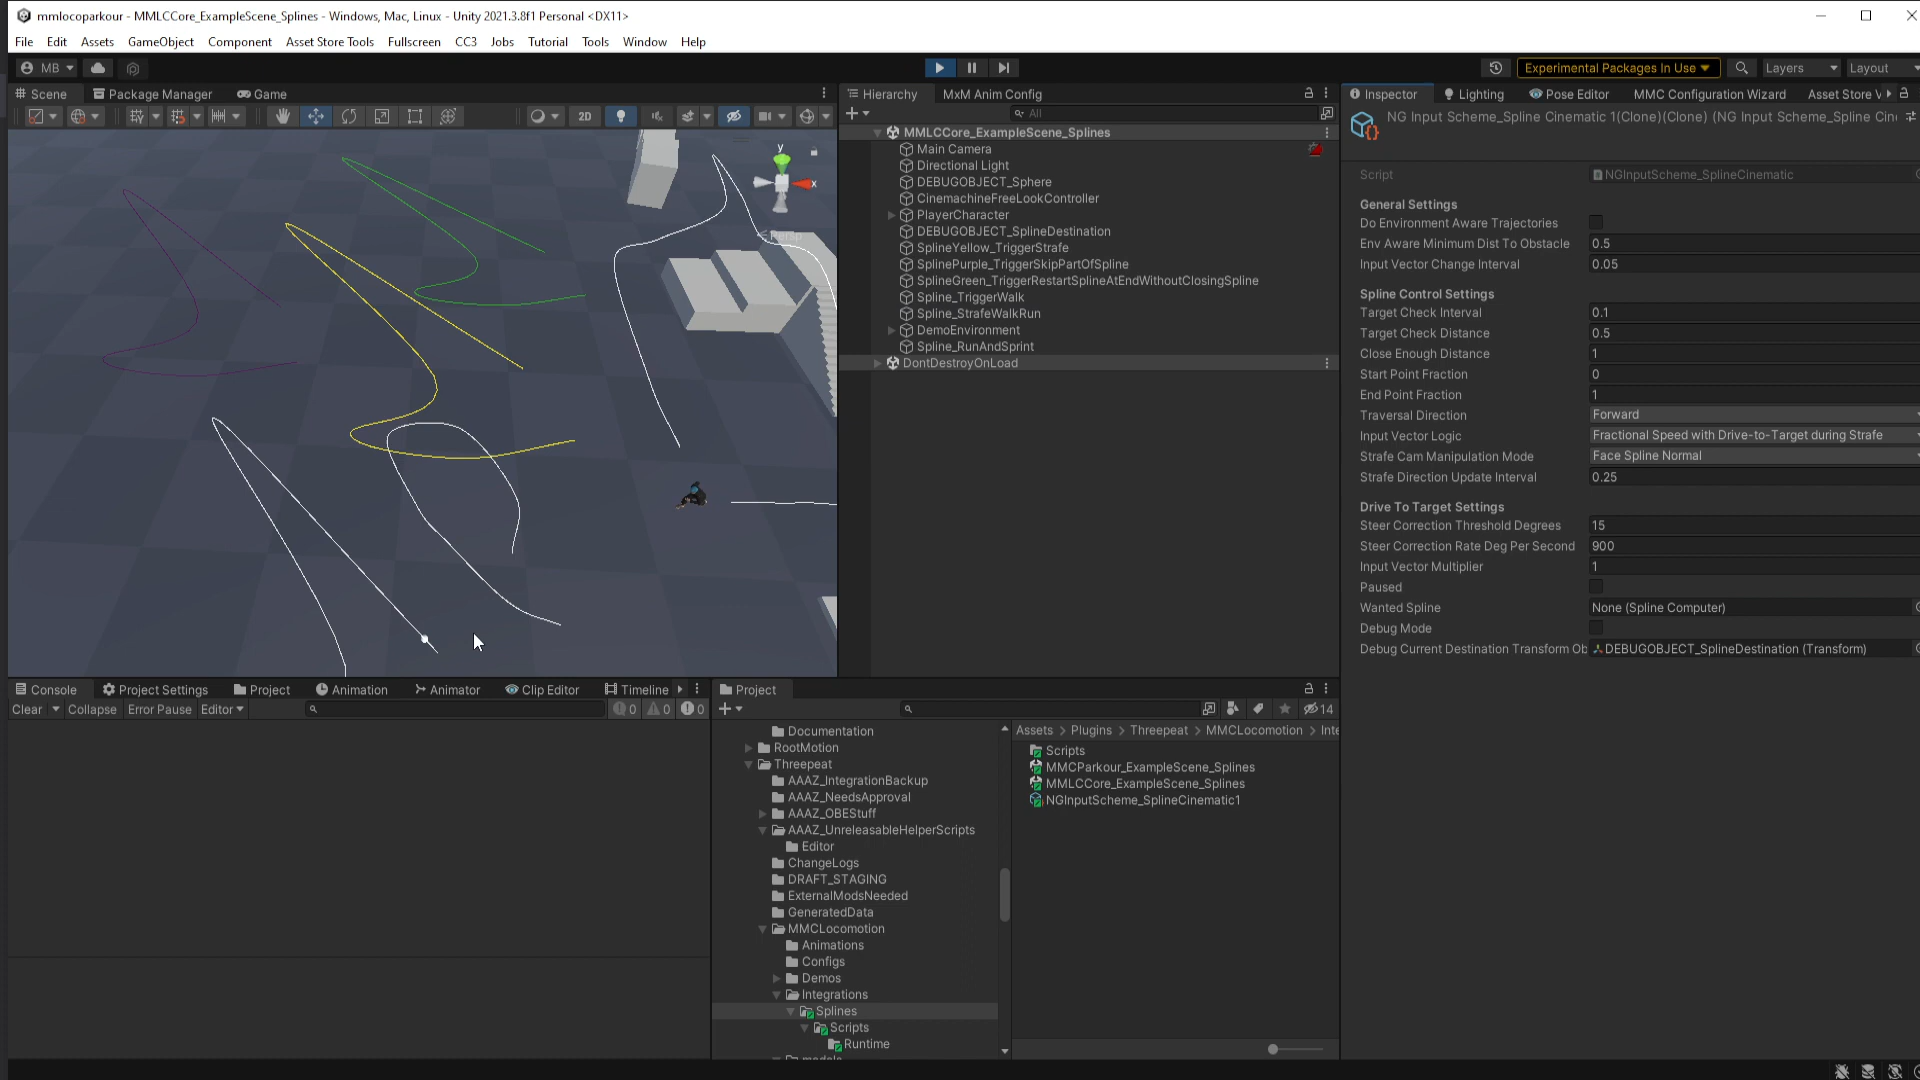 mmlocoparkour - MMLCCore_ExampleScene_Splines - Windows, Mac, Linux - Unity 2021.3.8f1 Personal <DX11>
File Edit Assets GameObject Component Asset Store Tools Fullscreen CC3 Jobs Tutorial Tools Window Help
MB
Experimental Packages In Use
Layers
Layout
Scene
Package Manager
Game
2D
y
x
Persp
Hierarchy
MxM Anim Config
All
MMLCCore_ExampleScene_Splines
Main Camera
Directional Light
DEBUGOBJECT_Sphere
CinemachineFreeLookController
PlayerCharacter
DEBUGOBJECT_SplineDestination
SplineYellow_TriggerStrafe
SplinePurple_TriggerSkipPartOfSpline
SplineGreen_TriggerRestartSplineAtEndWithoutClosingSpline
Spline_TriggerWalk
Spline_StrafeWalkRun
DemoEnvironment
Spline_RunAndSprint
DontDestroyOnLoad
Inspector
Lighting
Pose Editor
MMC Configuration Wizard
Asset Store V
NG Input Scheme_Spline Cinematic 1(Clone)(Clone) (NG Input Scheme_Spline Cin
Script NGInputScheme_SplineCinematic
General Settings
Do Environment Aware Trajectories
Env Aware Minimum Dist To Obstacle 0.5
Input Vector Change Interval 0.05
Spline Control Settings
Target Check Interval 0.1
Target Check Distance 0.5
Close Enough Distance 1
Start Point Fraction 0
End Point Fraction 1
Traversal Direction Forward
Input Vector Logic Fractional Speed with Drive-to-Target during Strafe
Strafe Cam Manipulation Mode Face Spline Normal
Strafe Direction Update Interval 0.25
Drive To Target Settings
Steer Correction Threshold Degrees 15
Steer Correction Rate Deg Per Second 900
Input Vector Multiplier 1
Paused
Wanted Spline None (Spline Computer)
Debug Mode
Debug Current Destination Transform Ob DEBUGOBJECT_SplineDestination (Transform)
Console
Project Settings
Project
Animation
Animator
Clip Editor
Timeline
Clear Collapse Error Pause Editor
0 0 0
Project
14
Documentation
RootMotion
Threepeat
AAAZ_IntegrationBackup
AAAZ_NeedsApproval
AAAZ_OBEStuff
AAAZ_UnreleasableHelperScripts
Editor
ChangeLogs
DRAFT_STAGING
ExternalModsNeeded
GeneratedData
MMCLocomotion
Animations
Configs
Demos
Integrations
Splines
Scripts
Runtime
models
Assets > Plugins > Threepeat > MMCLocomotion > Inte
Scripts
MMCParkour_ExampleScene_Splines
MMLCCore_ExampleScene_Splines
NGInputScheme_SplineCinematic1